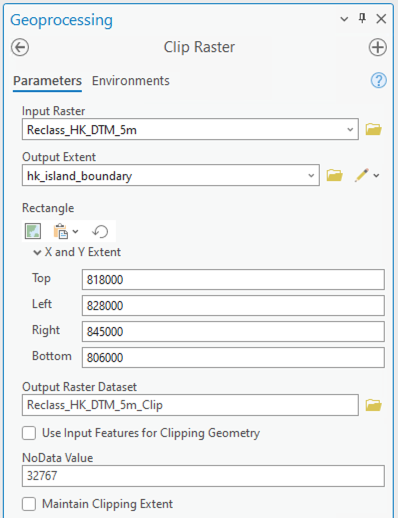 Geoprocessing
Clip Raster
Parameters Environments
Input Raster
Reclass_HK_DTM_5m
Output Extent
hk_island_boundary
Rectangle
X and Y Extent
Top 818000
Left 828000
Right 845000
Bottom 806000
Output Raster Dataset
Reclass_HK_DTM_5m_Clip
Use Input Features for Clipping Geometry
NoData Value
32767
Maintain Clipping Extent